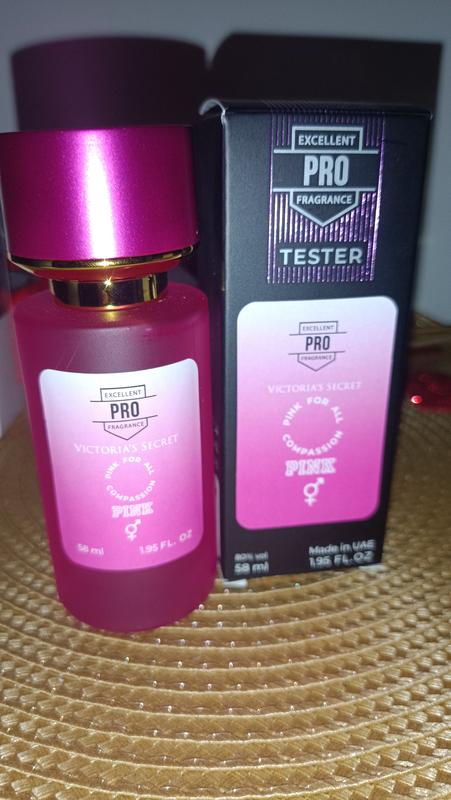 EXCELLENT
PRO
FRAGRANCE
VICTORIA'S SECRET
PINK FOR ALL
COMPASSION
PINK
58 ml 1.95 FL. OZ
EXCELLENT
PRO
FRAGRANCE
TESTER
EXCELLENT
PRO
FRAGRANCE
VICTORIA'S SECRET
PINK FOR ALL
COMPASSION
PINK
80% vol Made in UAE
58 ml 1.95 FL. OZ